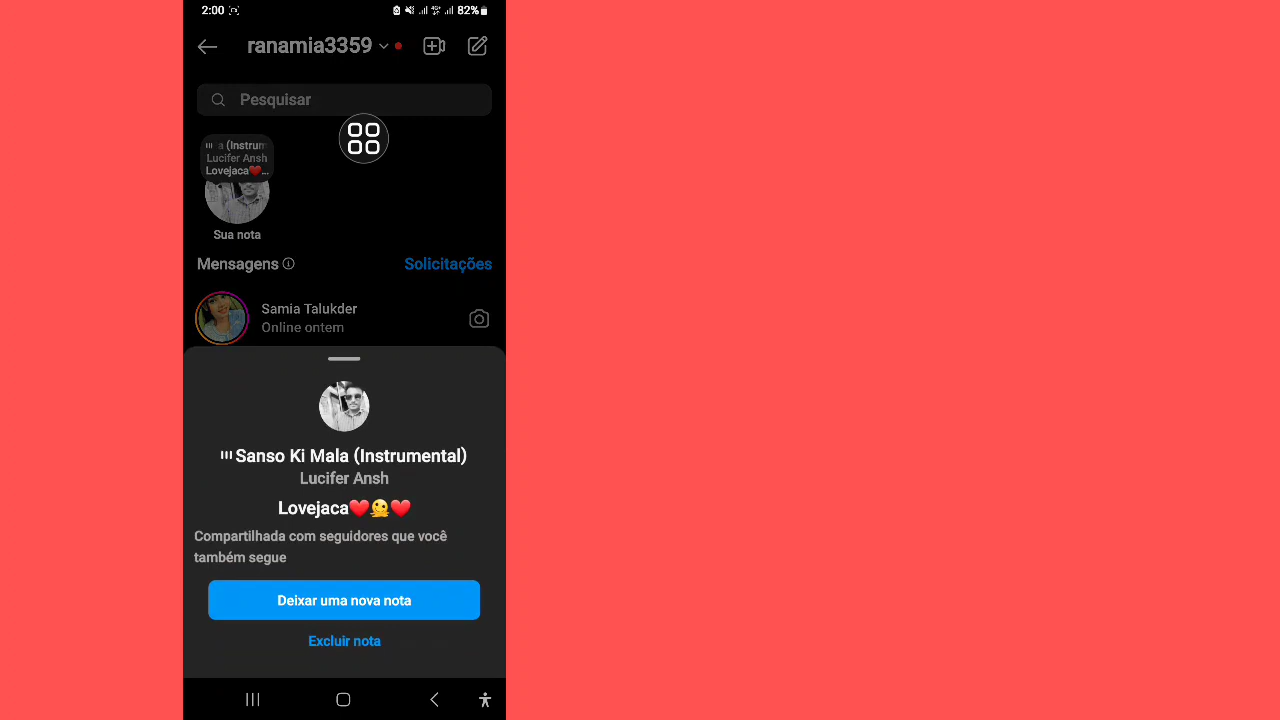 2:00 82%
ranamia3359
Pesquisar
a (Instrum
Lucifer Ansh
Lovejaca❤️...
Sua nota
Mensagens
Solicitações
Samia Talukder
Online ontem
Sanso Ki Mala (Instrumental)
Lucifer Ansh
Lovejaca❤️🫠❤️
Compartilhada com seguidores que você
também segue
Deixar uma nova nota
Excluir nota